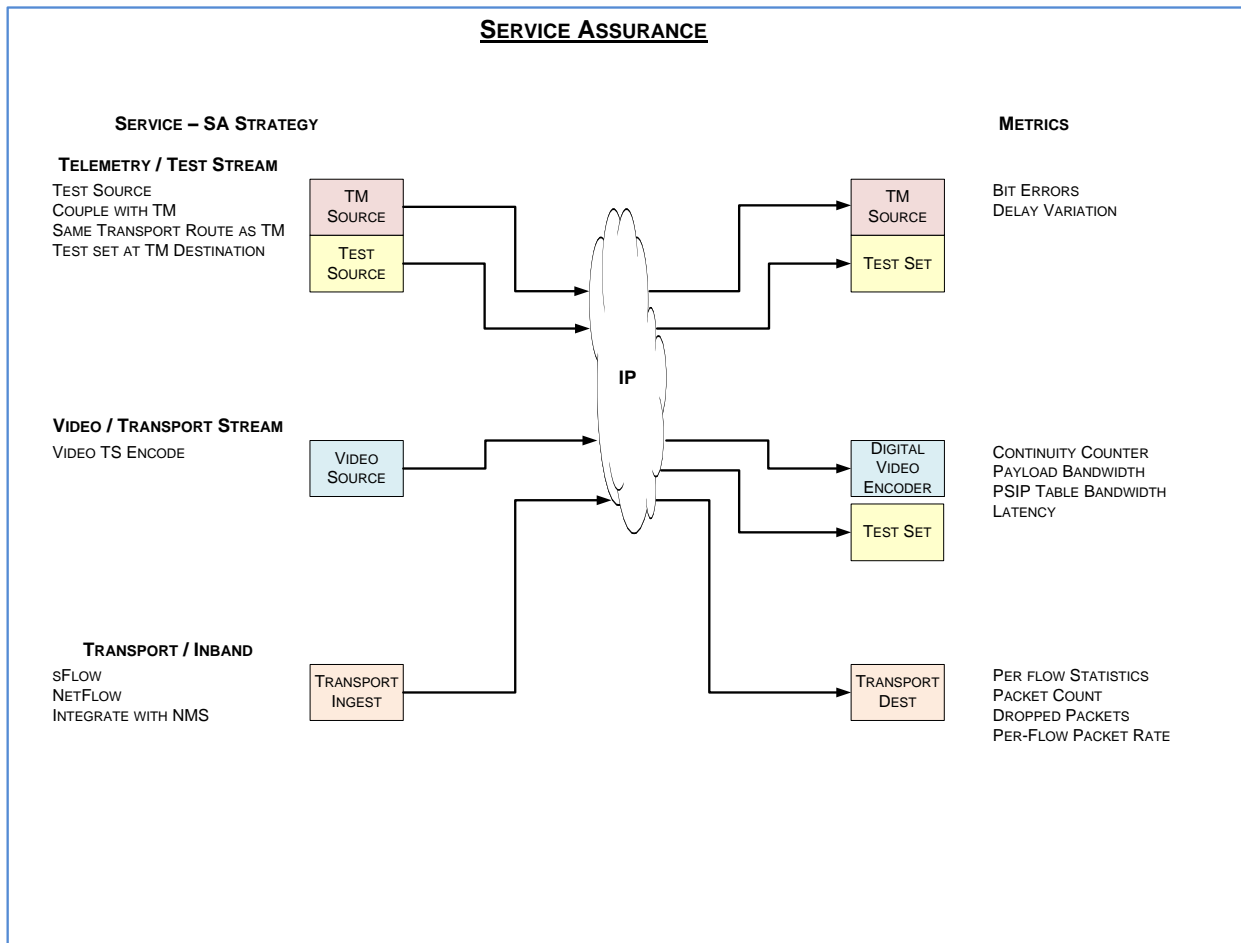 SERVICE ASSURANCE
SERVICE – SA STRATEGY
METRICS
TELEMETRY / TEST STREAM
TEST SOURCE
COUPLE WITH TM
SAME TRANSPORT ROUTE AS TM
TEST SET AT TM DESTINATION
TM
SOURCE
TEST
SOURCE
TM
SOURCE
TEST SET
BIT ERRORS
DELAY VARIATION
IP
VIDEO / TRANSPORT STREAM
VIDEO TS ENCODE
VIDEO
SOURCE
DIGITAL
VIDEO
ENCODER
TEST SET
CONTINUITY COUNTER
PAYLOAD BANDWIDTH
PSIP TABLE BANDWIDTH
LATENCY
TRANSPORT / INBAND
sFLOW
NETFLOW
INTEGRATE WITH NMS
TRANSPORT
INGEST
TRANSPORT
DEST
PER FLOW STATISTICS
PACKET COUNT
DROPPED PACKETS
PER-FLOW PACKET RATE